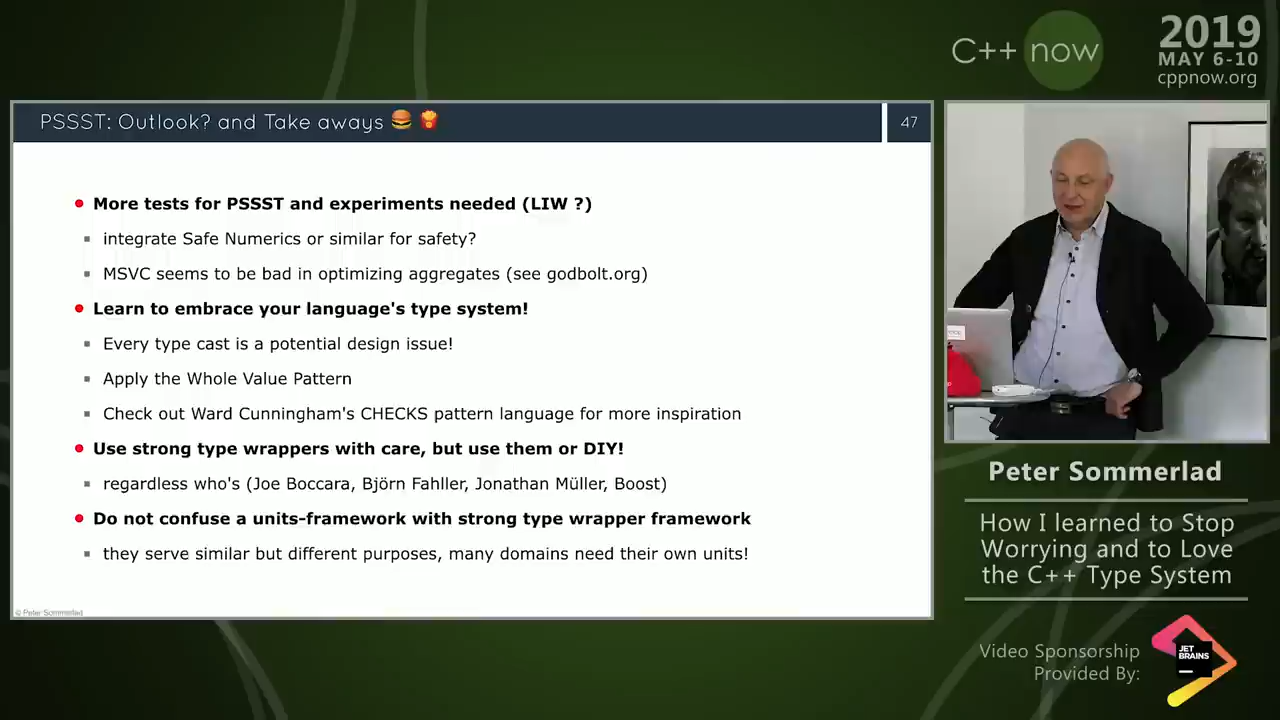 C++ now
2019
MAY 6-10
cppnow.org
PSSST: Outlook? and Take aways 🍔 🍟
47
More tests for PSSST and experiments needed (LIW ?)
integrate Safe Numerics or similar for safety?
MSVC seems to be bad in optimizing aggregates (see godbolt.org)
Learn to embrace your language's type system!
Every type cast is a potential design issue!
Apply the Whole Value Pattern
Check out Ward Cunningham's CHECKS pattern language for more inspiration
Use strong type wrappers with care, but use them or DIY!
regardless who's (Joe Boccara, Björn Fahller, Jonathan Müller, Boost)
Do not confuse a units-framework with strong type wrapper framework
they serve similar but different purposes, many domains need their own units!
© Peter Sommerlad
Peter Sommerlad
How I learned to Stop
Worrying and to Love
the C++ Type System
Video Sponsorship
Provided By:
JET
BRAINS